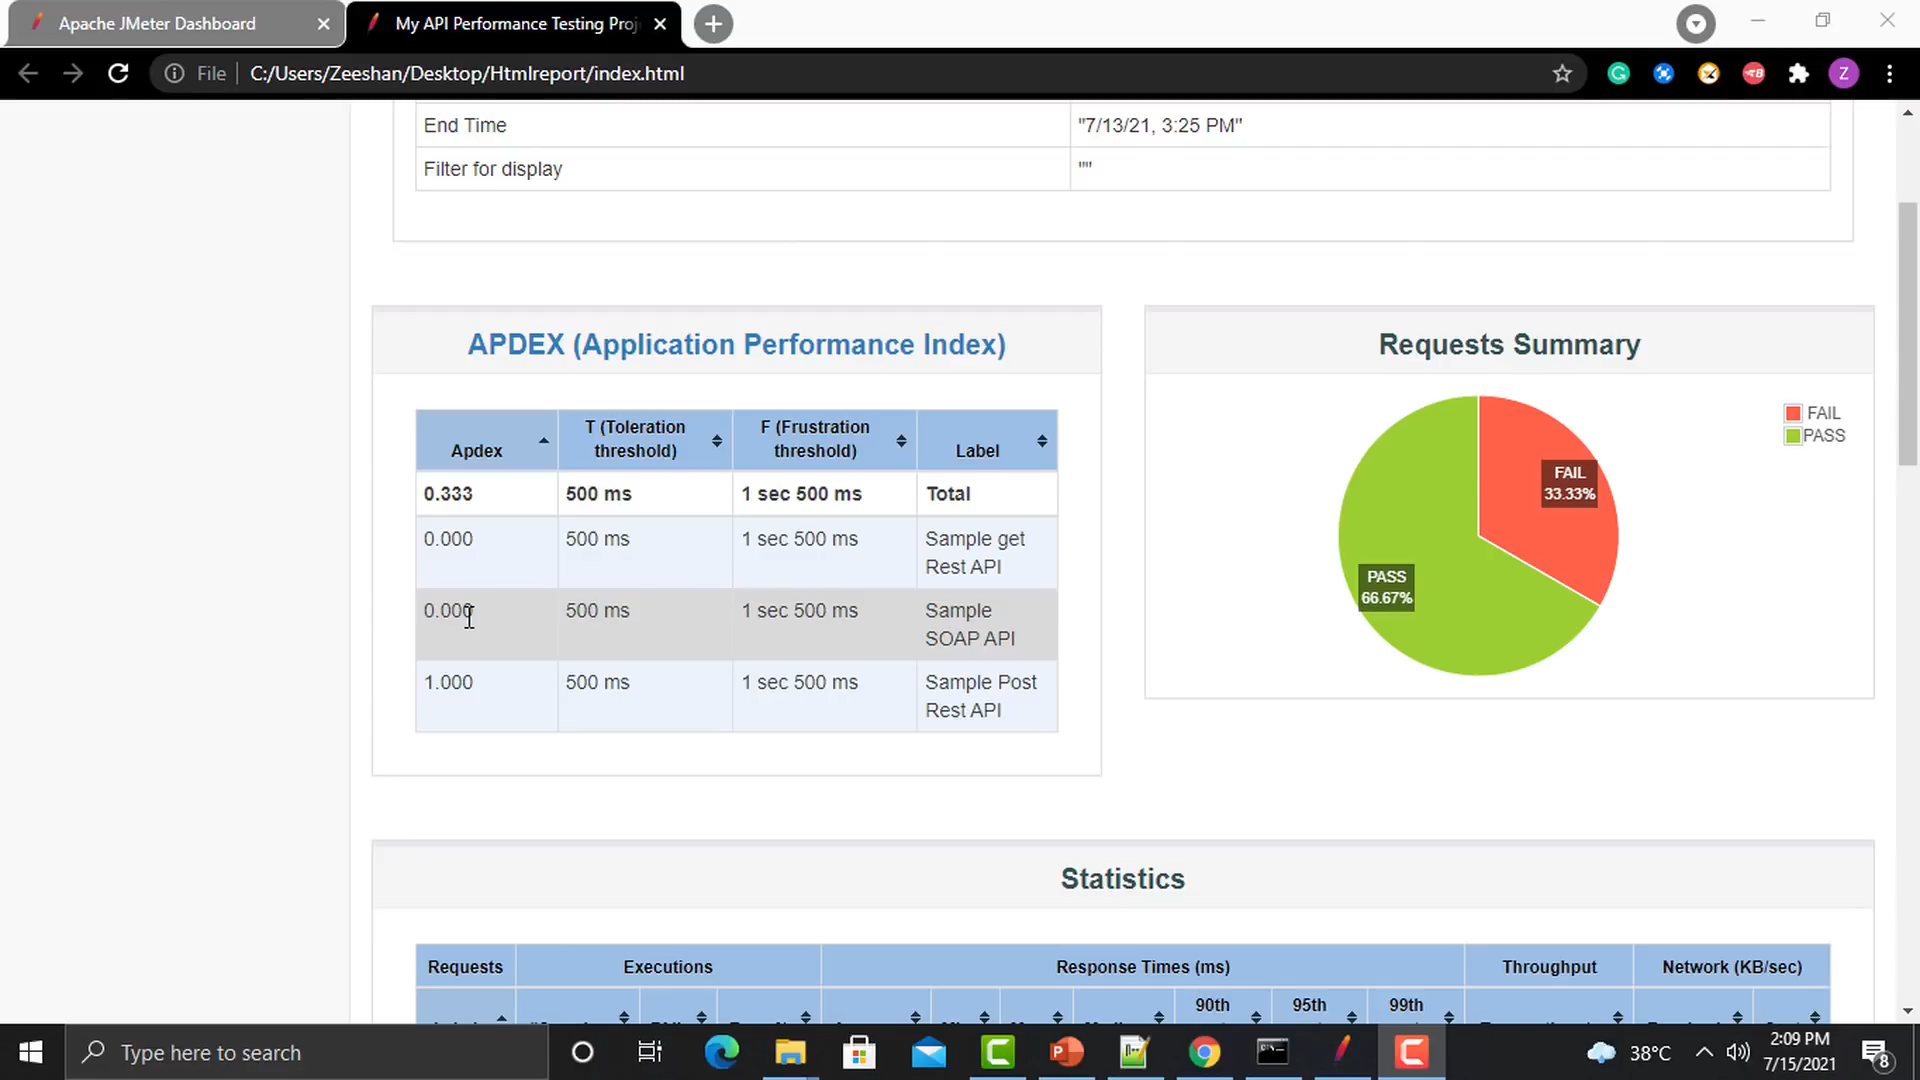 Apache JMeter Dashboard
My API Performance Testing Proj
File C:/Users/Zeeshan/Desktop/Htmlreport/index.html
Z
End Time "7/13/21, 3:25 PM"
Filter for display ""
APDEX (Application Performance Index)
Apdex T (Toleration threshold) F (Frustration threshold) Label
0.333 500 ms 1 sec 500 ms Total
0.000 500 ms 1 sec 500 ms Sample get Rest API
0.000 500 ms 1 sec 500 ms Sample SOAP API
1.000 500 ms 1 sec 500 ms Sample Post Rest API
Requests Summary
FAIL
PASS
FAIL
33.33%
PASS
66.67%
Statistics
Requests Executions Response Times (ms) Throughput Network (KB/sec)
90th 95th 99th
Type here to search
38°C
2:09 PM
7/15/2021
8